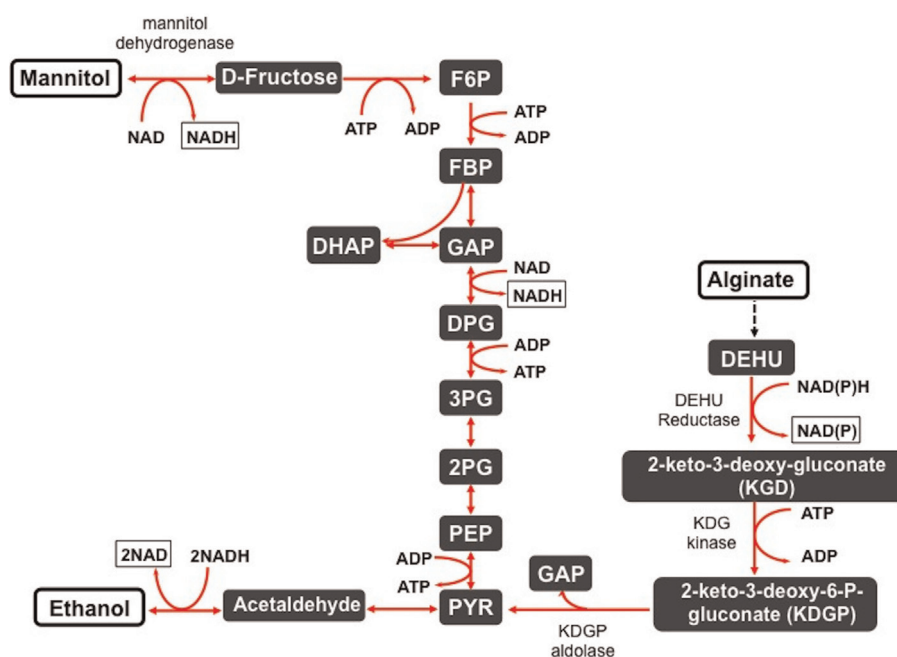 mannitol
dehydrogenase
Mannitol
D-Fructose
F6P
NAD
NADH
ATP
ADP
ATP
ADP
FBP
DHAP
GAP
NAD
NADH
DPG
ADP
ATP
3PG
2PG
PEP
ADP
ATP
PYR
2NAD
2NADH
Ethanol
Acetaldehyde
Alginate
DEHU
DEHU
Reductase
NAD(P)H
NAD(P)
2-keto-3-deoxy-gluconate
(KGD)
KDG
kinase
ATP
ADP
2-keto-3-deoxy-6-P-
gluconate (KDGP)
GAP
KDGP
aldolase